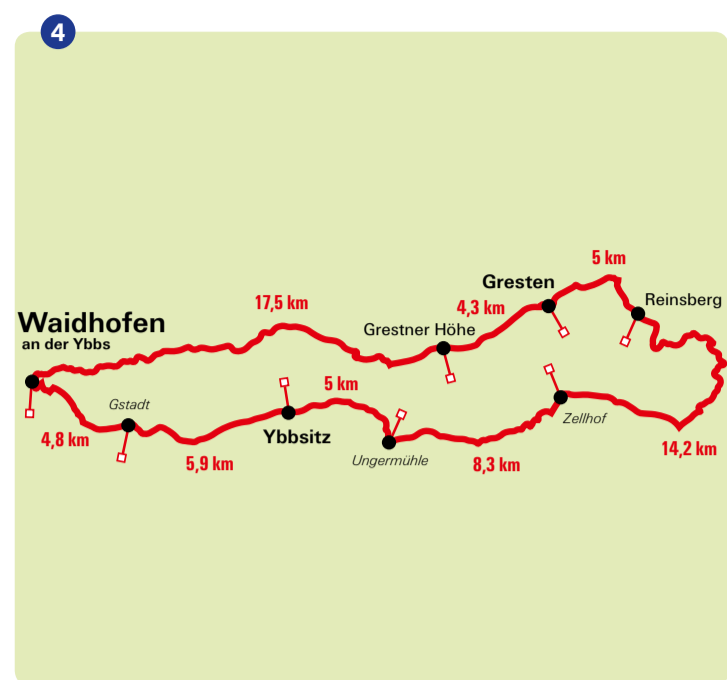 4
5 km
Gresten
Reinsberg
17,5 km
4,3 km
Waidhofen
an der Ybbs
Grestner Höhe
5 km
Gstadt
Zellhof
4,8 km
Ybbsitz
14,2 km
5,9 km
Ungermühle
8,3 km